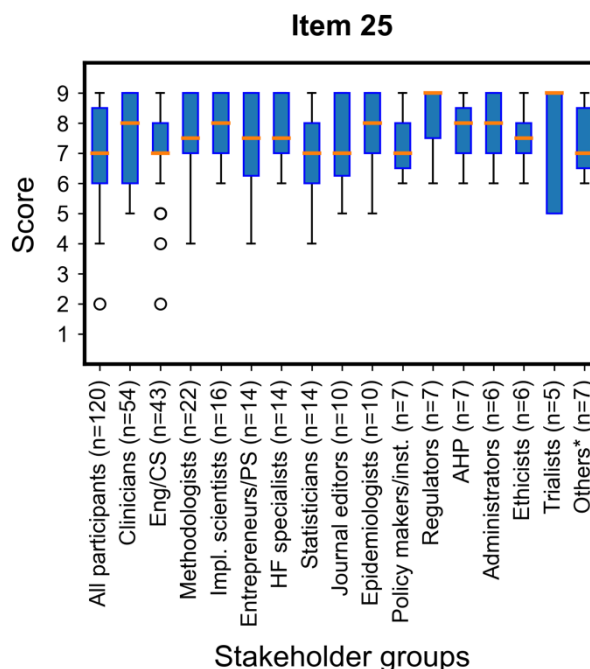 Item 25
9
8
7
6
5
4
3
2
1
Score
All participants (n=120)
Clinicians (n=54)
Eng/CS (n=43)
Methodologists (n=22)
Impl. scientists (n=16)
Entrepreneurs/PS (n=14)
HF specialists (n=14)
Statisticians (n=14)
Journal editors (n=10)
Epidemiologists (n=10)
Policy makers/inst. (n=7)
Regulators (n=7)
AHP (n=7)
Administrators (n=6)
Ethicists (n=6)
Trialists (n=5)
Others* (n=7)
Stakeholder groups